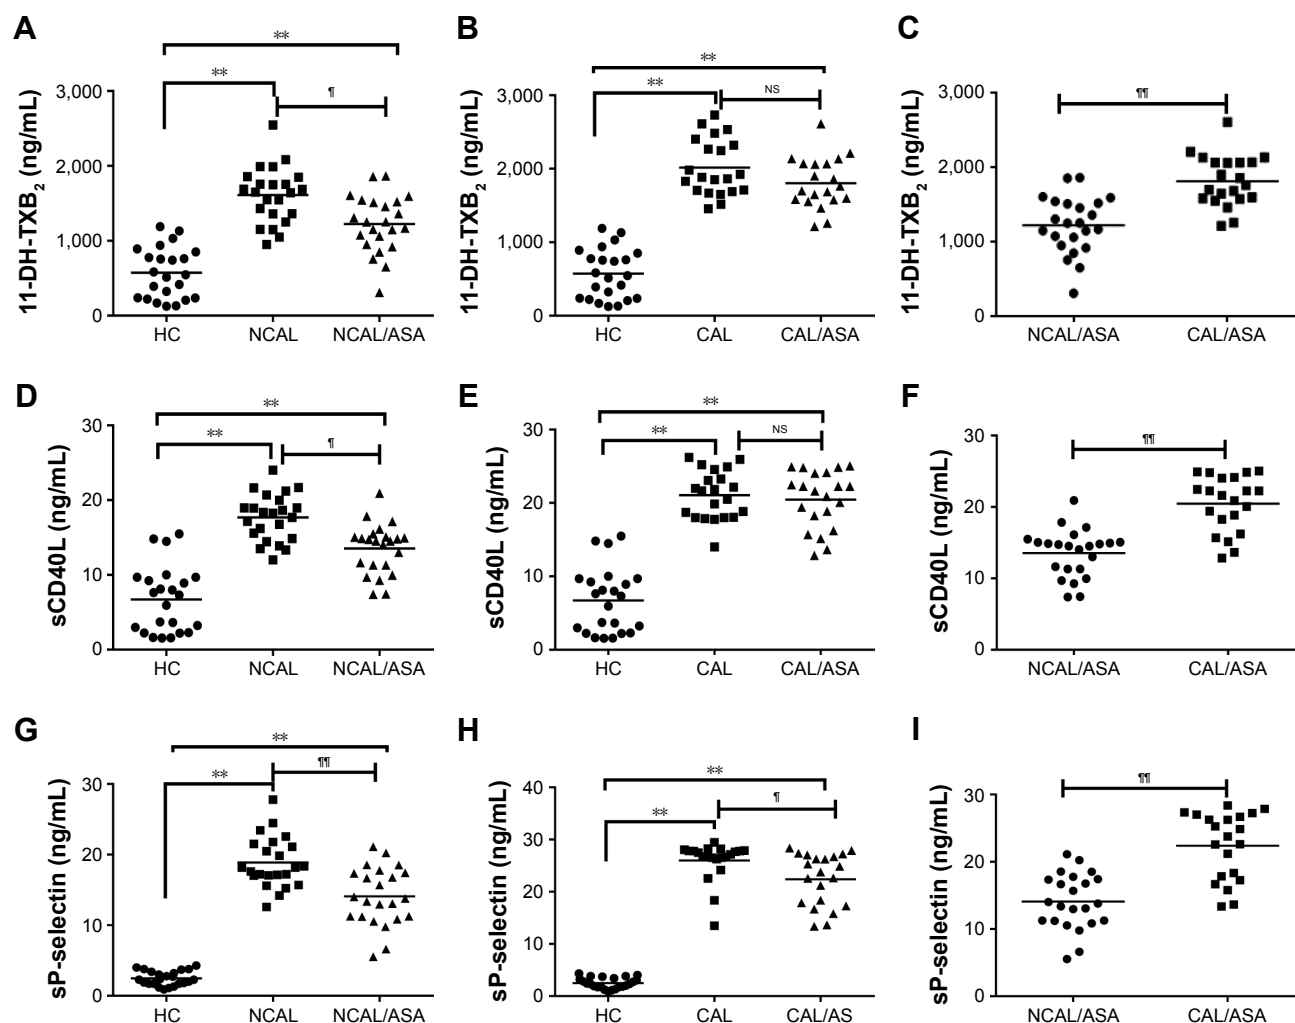 A
**
**
¶
11-DH-TXB2 (ng/mL)
3,000
2,000
1,000
0
HC
NCAL
NCAL/ASA
B
**
**
NS
11-DH-TXB2 (ng/mL)
3,000
2,000
1,000
0
HC
CAL
CAL/ASA
C
¶¶
11-DH-TXB2 (ng/mL)
3,000
2,000
1,000
0
NCAL/ASA
CAL/ASA
D
**
**
¶
sCD40L (ng/mL)
30
20
10
0
HC
NCAL
NCAL/ASA
E
**
**
NS
sCD40L (ng/mL)
30
20
10
0
HC
CAL
CAL/ASA
F
¶¶
sCD40L (ng/mL)
30
20
10
0
NCAL/ASA
CAL/ASA
G
**
**
¶¶
sP-selectin (ng/mL)
30
20
10
0
HC
NCAL
NCAL/ASA
H
**
**
¶
sP-selectin (ng/mL)
40
30
20
10
0
HC
CAL
CAL/AS
I
¶¶
sP-selectin (ng/mL)
30
20
10
0
NCAL/ASA
CAL/ASA